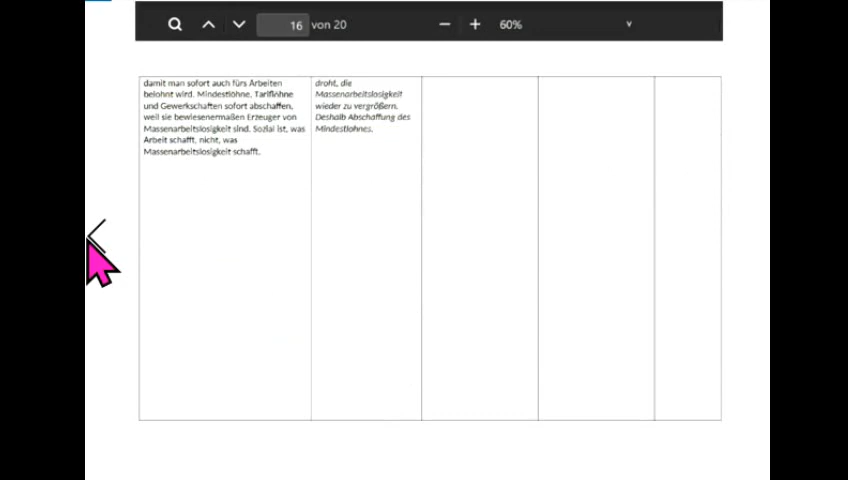 16 von 20
60%
damit man sofort auch fürs Arbeiten
belohnt wird. Mindestlöhne, Tariflöhne
und Gewerkschaften sofort abschaffen,
weil sie bewiesenermaßen Erzeuger von
Massenarbeitslosigkeit sind. Sozial ist, was
Arbeit schafft, nicht, was
Massenarbeitslosigkeit schafft.
droht, die
Massenarbeitslosigkeit
wieder zu vergrößern.
Deshalb Abschaffung des
Mindestlohnes.